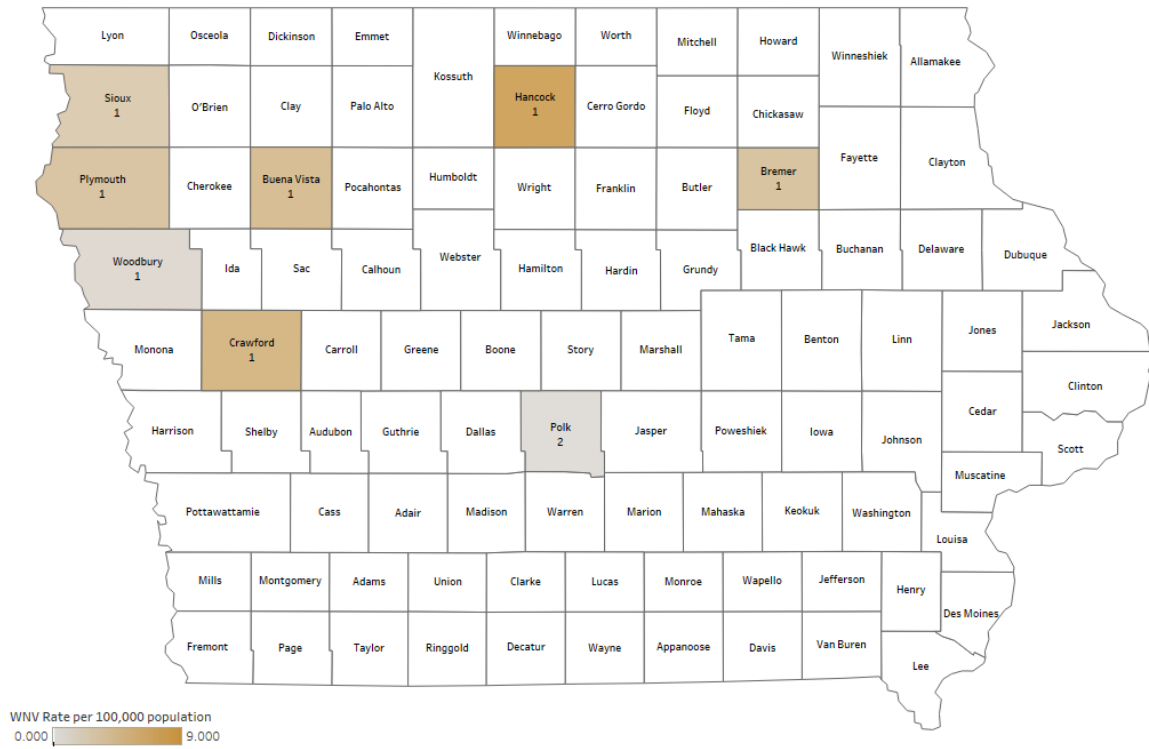 Lyon
Osceola
Dickinson
Emmet
Kossuth
Winnebago
Worth
Mitchell
Howard
Winneshiek
Allamakee
Sioux
1
O'Brien
Clay
Palo Alto
Hancock
1
Cerro Gordo
Floyd
Chickasaw
Fayette
Clayton
Plymouth
1
Cherokee
Buena Vista
1
Pocahontas
Humboldt
Wright
Franklin
Butler
Bremer
1
Woodbury
1
Ida
Sac
Calhoun
Webster
Hamilton
Hardin
Grundy
Black Hawk
Buchanan
Delaware
Dubuque
Monona
Crawford
1
Carroll
Greene
Boone
Story
Marshall
Tama
Benton
Linn
Jones
Jackson
Clinton
Harrison
Shelby
Audubon
Guthrie
Dallas
Polk
2
Jasper
Poweshiek
Iowa
Johnson
Cedar
Scott
Muscatine
Pottawattamie
Cass
Adair
Madison
Warren
Marion
Mahaska
Keokuk
Washington
Louisa
Mills
Montgomery
Adams
Union
Clarke
Lucas
Monroe
Wapello
Jefferson
Henry
Des Moines
Fremont
Page
Taylor
Ringgold
Decatur
Wayne
Appanoose
Davis
Van Buren
Lee
WNV Rate per 100,000 population
0.000 9.000